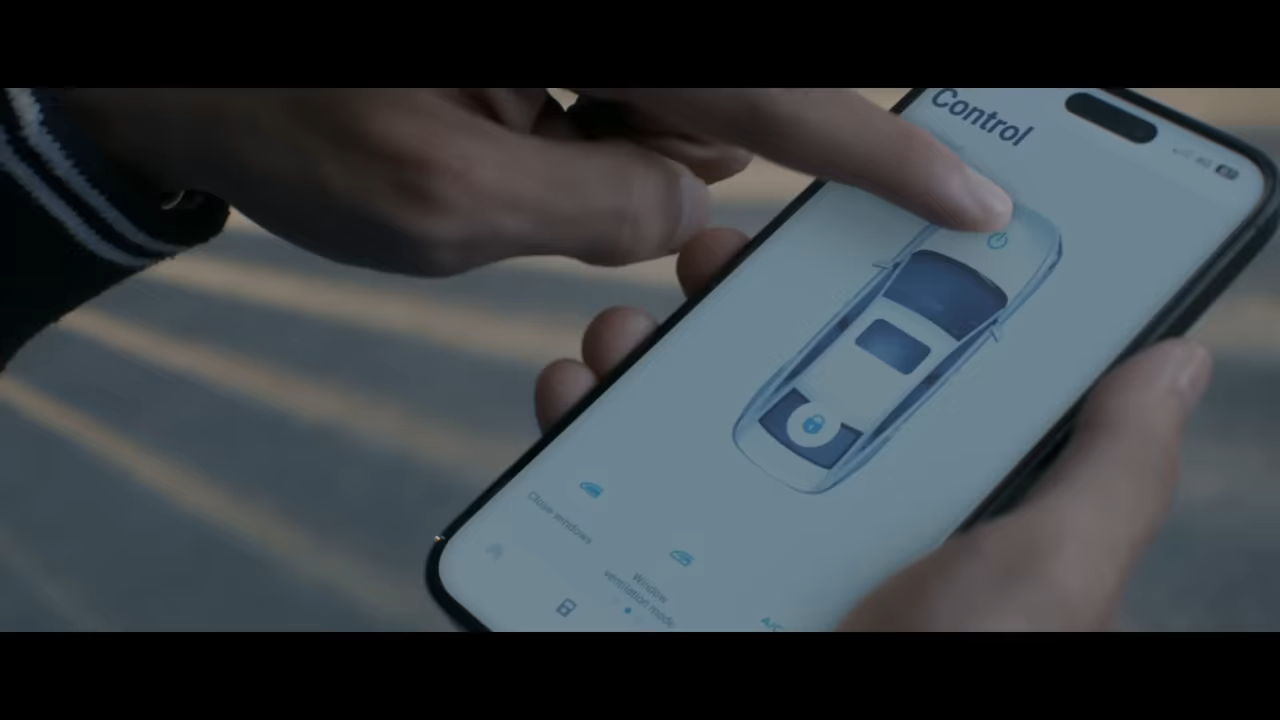 Control
Close windows
Window
ventilation mode
A/C